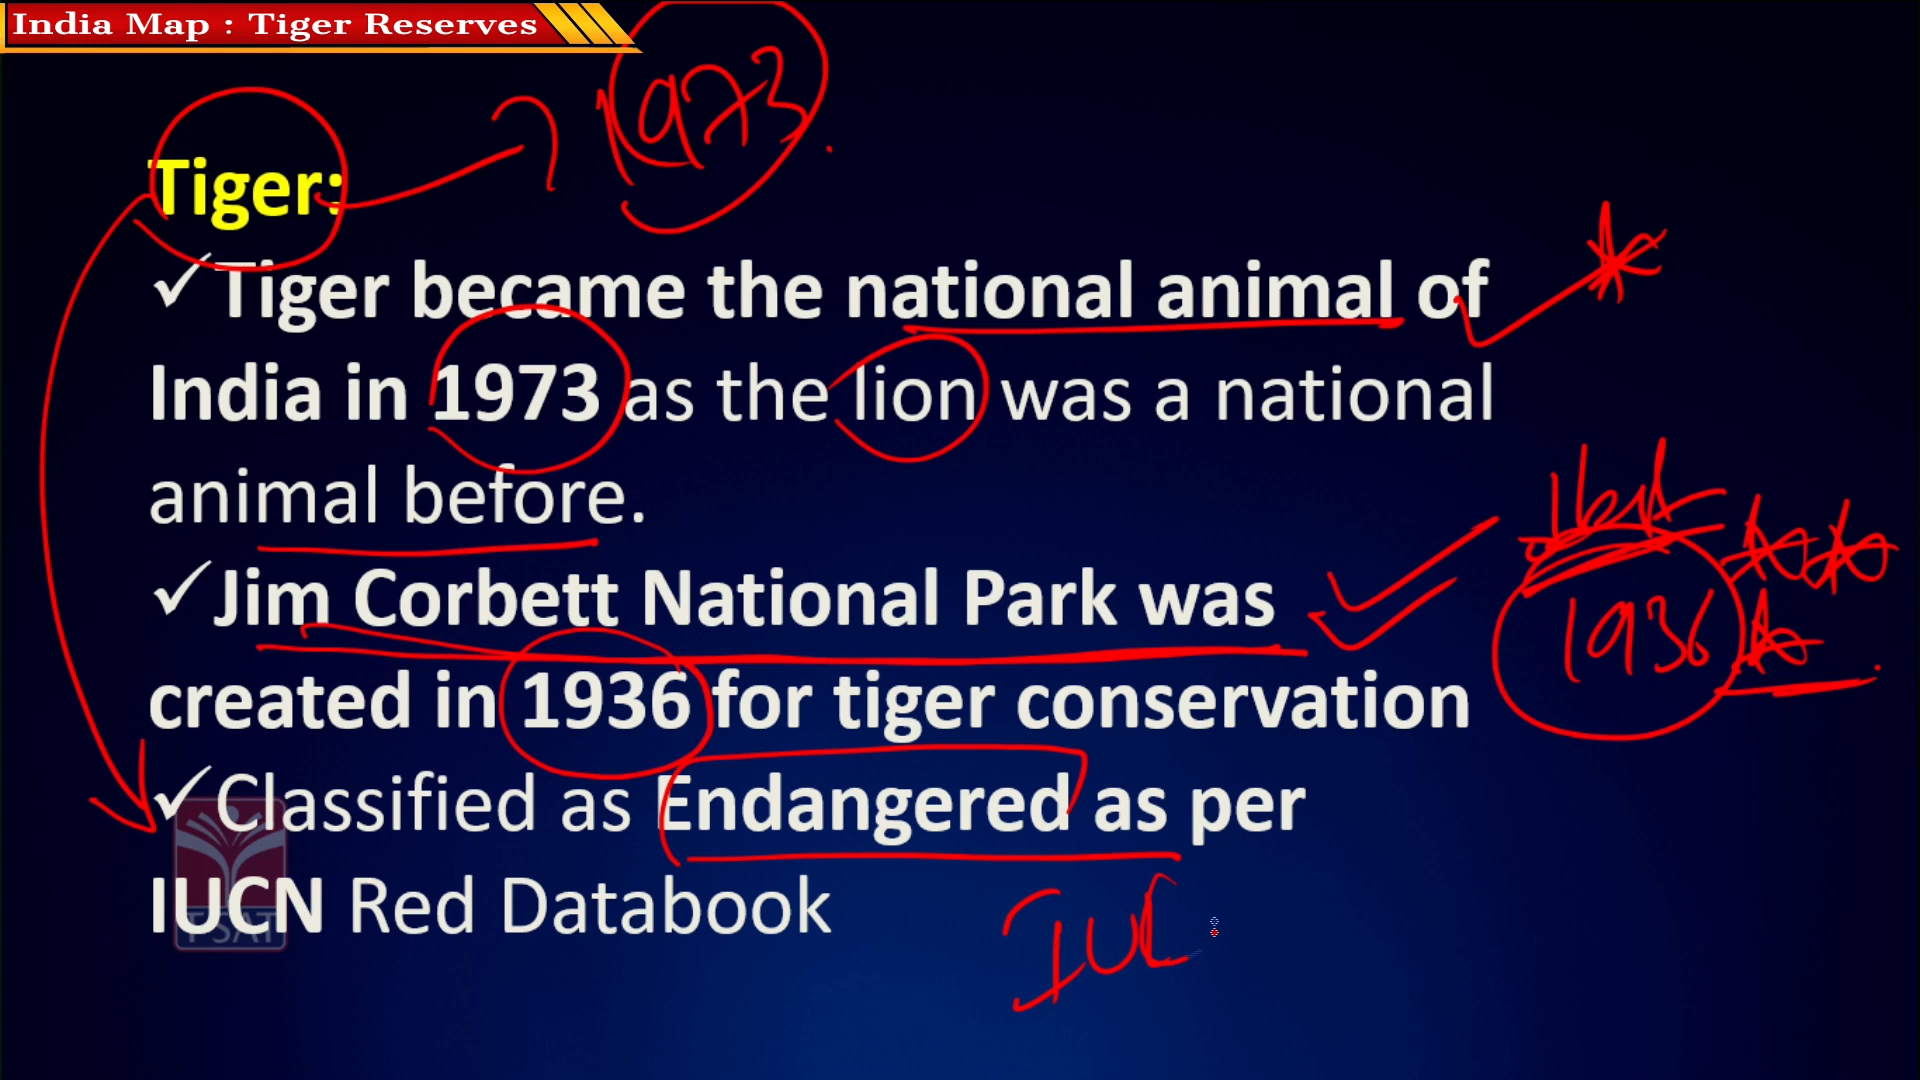 India Map : Tiger Reserves
1973
Tiger:
✓Tiger became the national animal of
India in 1973 as the lion was a national
animal before.
✓Jim Corbett National Park was
1936
created in 1936 for tiger conservation
✓Classified as Endangered as per
IUCN Red Databook
T-SAT
IUC